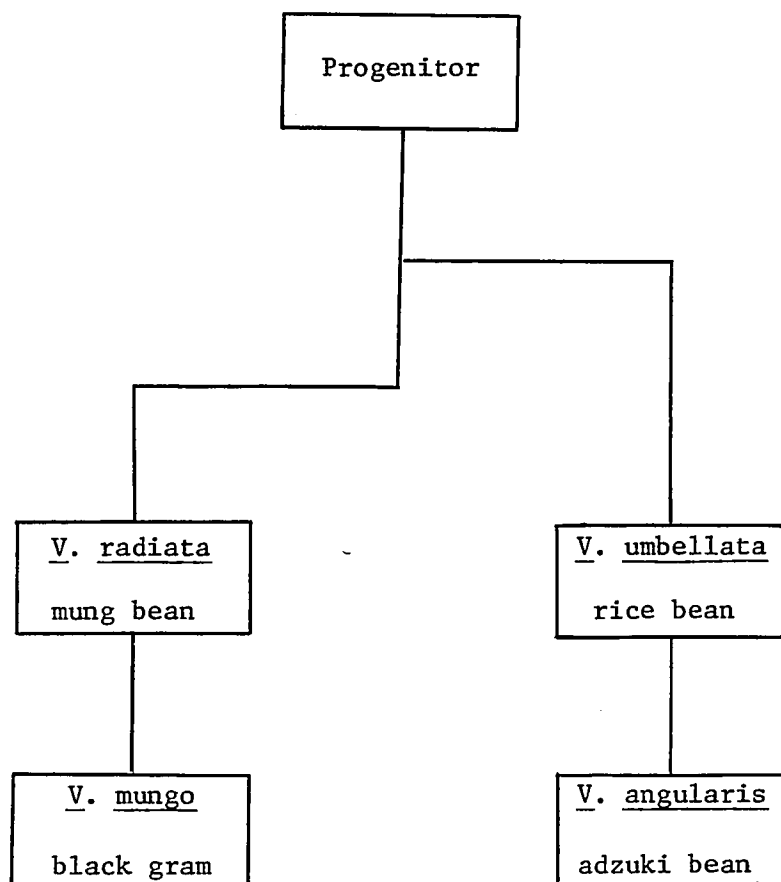 Progenitor
V. radiata
mung bean
V. umbellata
rice bean
V. mungo
black gram
V. angularis
adzuki bean